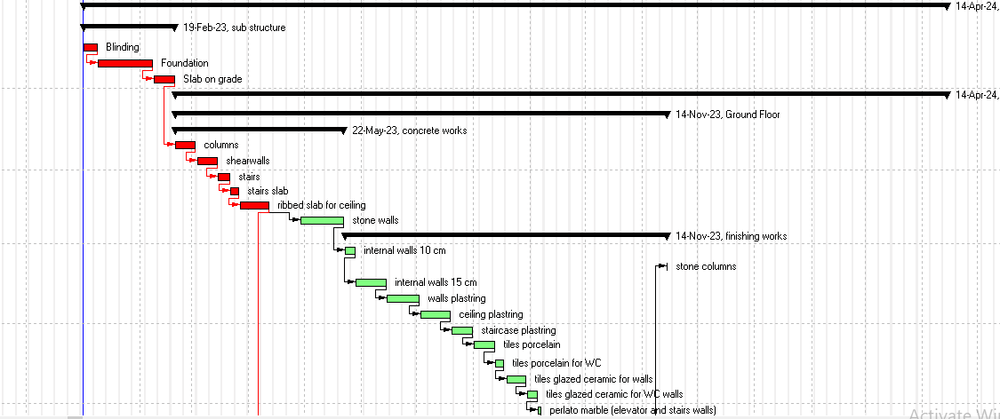 14-Apr-24,
19-Feb-23, sub structure
Blinding
Foundation
Slab on grade
14-Apr-24,
14-Nov-23, Ground Floor
22-May-23, concrete works
columns
shearwalls
stairs
stairs slab
ribbed slab for ceiling
stone walls
14-Nov-23, finishing works
internal walls 10 cm
stone columns
internal walls 15 cm
walls plastring
ceiling plastring
staircase plastring
tiles porcelain
tiles porcelain for WC
tiles glazed ceramic for walls
tiles glazed ceramic for WC walls
perlato marble (elevator and stairs walls)
Activate Win